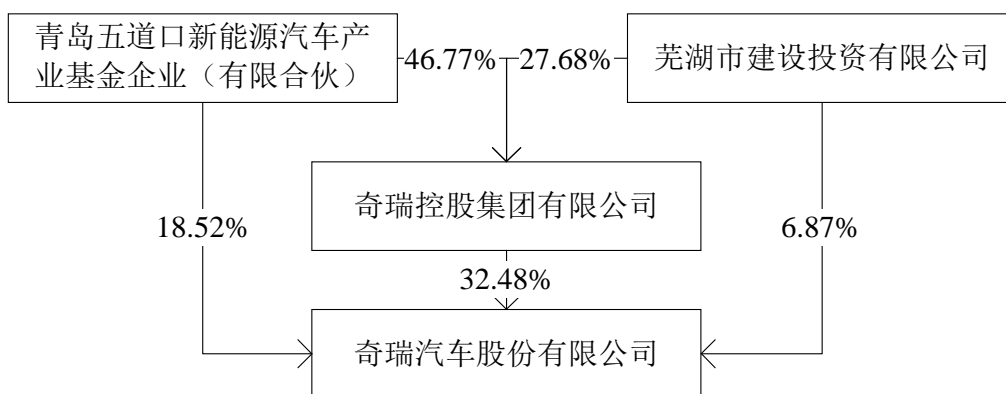 青岛五道口新能源汽车产
业基金企业（有限合伙）
46.77%
27.68%
芜湖市建设投资有限公司
奇瑞控股集团有限公司
18.52%
6.87%
32.48%
奇瑞汽车股份有限公司